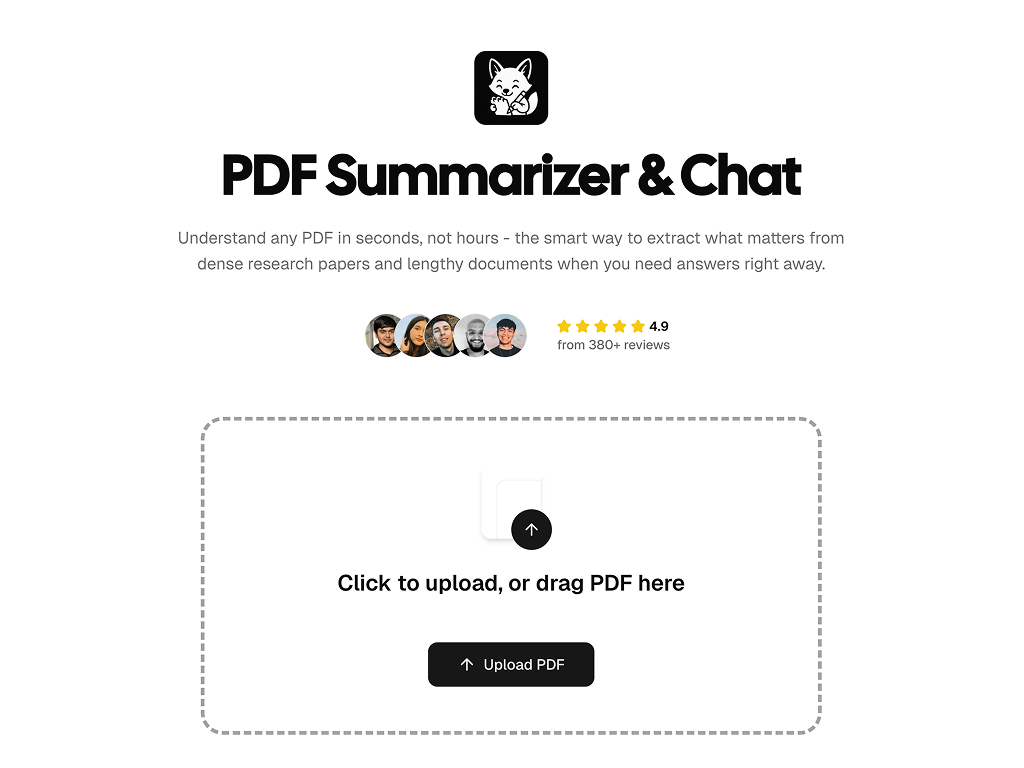 PDF Summarizer & Chat
Understand any PDF in seconds, not hours - the smart way to extract what matters from
dense research papers and lengthy documents when you need answers right away.
4.9
from 380+ reviews
Click to upload, or drag PDF here
Upload PDF